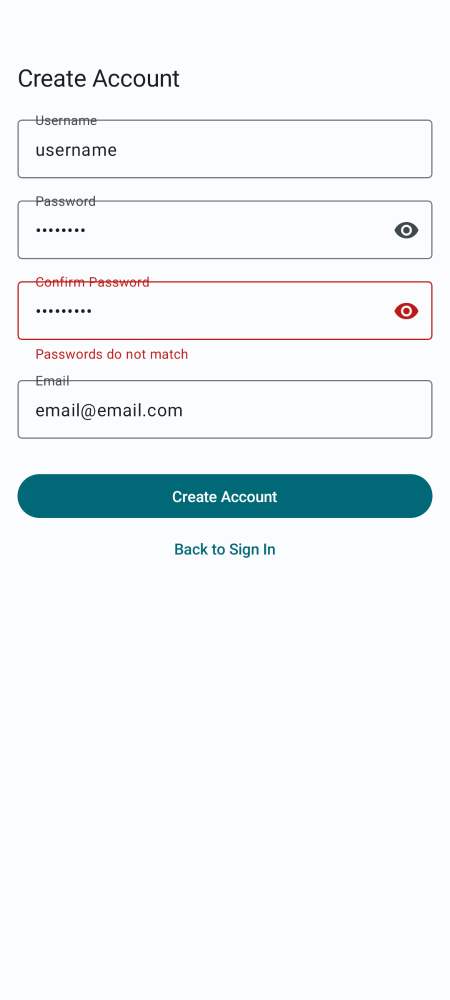 Create Account
Username
username
Password
••••••••
Confirm Password
•••••••••
Passwords do not match
Email
email@email.com
Create Account
Back to Sign In